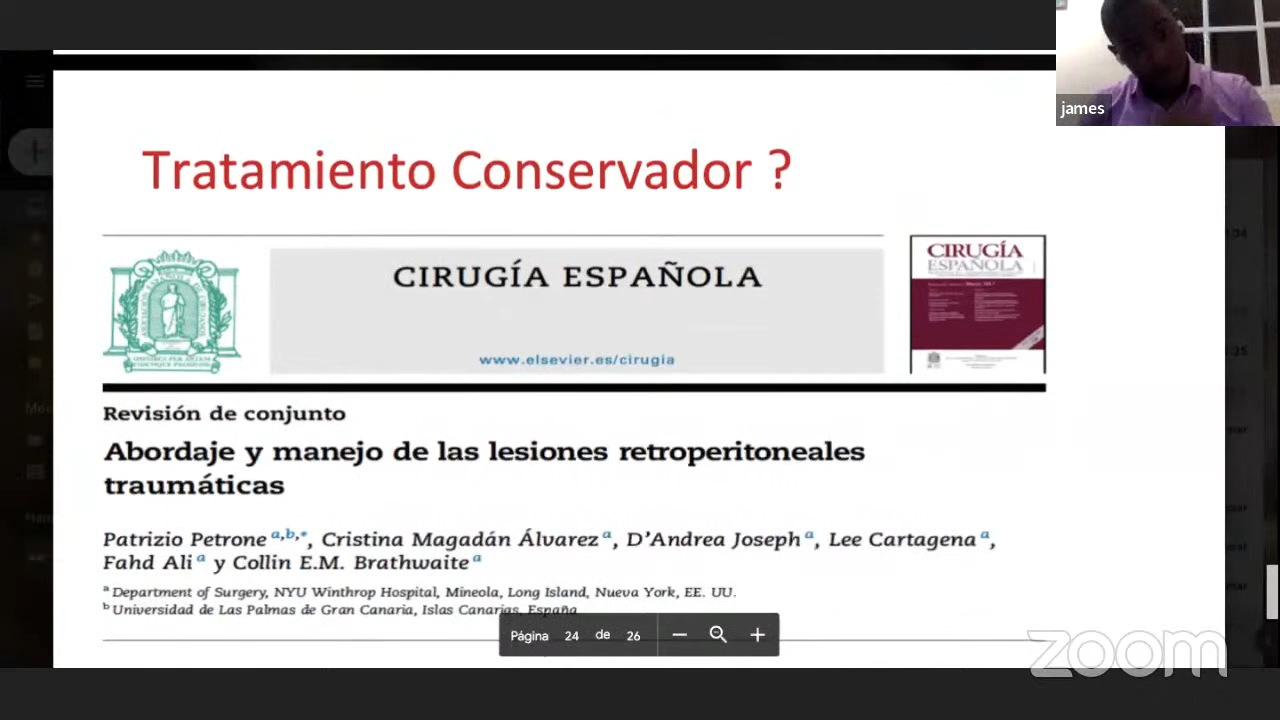 james
Tratamiento Conservador ?
CIRUGÍA ESPAÑOLA
www.elsevier.es/cirugia
CIRUGÍA
ESPAÑOLA
Revisión de conjunto
Abordaje y manejo de las lesiones retroperitoneales
traumáticas
Patrizio Petrone a,b,*, Cristina Magadán Álvarez a, D'Andrea Joseph a, Lee Cartagena a,
Fahd Ali a y Collin E.M. Brathwaite a
a Department of Surgery, NYU Winthrop Hospital, Mineola, Long Island, Nueva York, EE. UU.
b Universidad de Las Palmas de Gran Canaria, Islas Canarias, España
Página 24 de 26
zoom